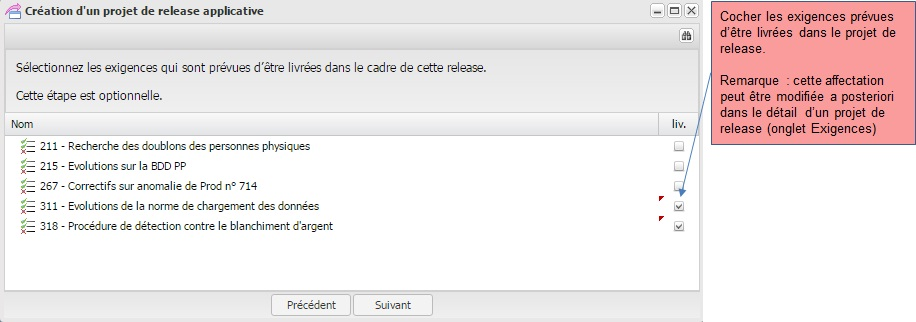 Création d'un projet de release applicative
Sélectionnez les exigences qui sont prévues d'être livrées dans le cadre de cette release.
Cette étape est optionnelle.
Nom liv.
211 - Recherche des doublons des personnes physiques
215 - Evolutions sur la BDD PP
267 - Correctifs sur anomalie de Prod n° 714
311 - Evolutions de la norme de chargement des données
318 - Procédure de détection contre le blanchiment d'argent
Précédent Suivant
Cocher les exigences prévues
d'être livrées dans le projet de
release.
Remarque : cette affectation
peut être modifiée a posteriori
dans le détail d'un projet de
release (onglet Exigences)